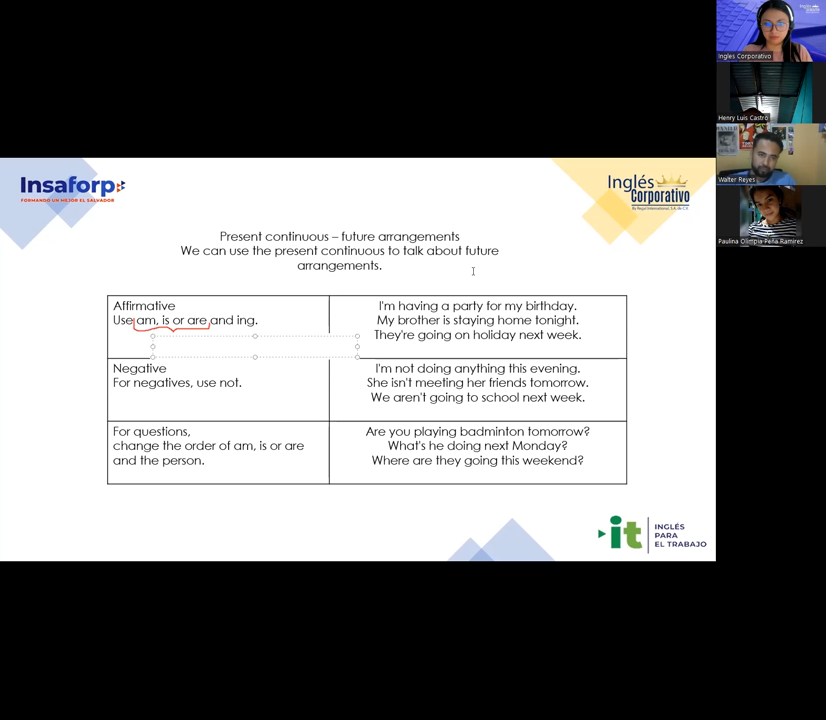 Inglés Corporativo
Ingles Corporativo
Henry Luis Castro
Walter Reyes
Paulina Olimpia Peña Ramirez
Insaforp
FORMANDO UN MEJOR EL SALVADOR
Inglés
Corporativo
Present continuous – future arrangements
We can use the present continuous to talk about future
arrangements.
Affirmative
Use am, is or are and ing.
I'm having a party for my birthday.
My brother is staying home tonight.
They're going on holiday next week.
Negative
For negatives, use not.
I'm not doing anything this evening.
She isn't meeting her friends tomorrow.
We aren't going to school next week.
For questions,
change the order of am, is or are
and the person.
Are you playing badminton tomorrow?
What's he doing next Monday?
Where are they going this weekend?
it
INGLÉS
PARA
EL TRABAJO